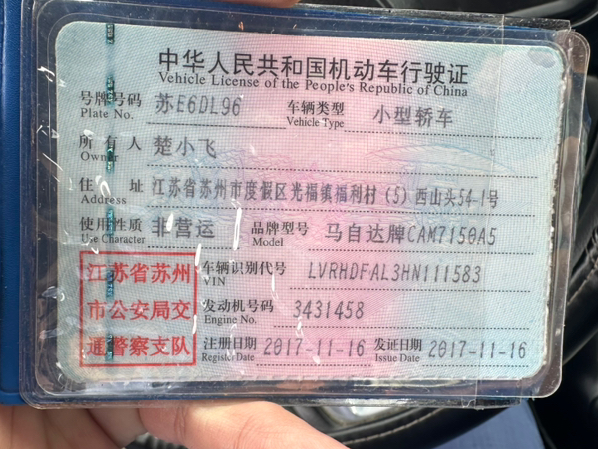 中华人民共和国机动车行驶证
Vehicle License of the People's Republic of China
号牌号码 苏E6DL96 车辆类型 小型轿车
Plate No. Vehicle Type
所有人 楚小飞
Owner
住址 江苏省苏州市度假区光福镇福利村(5)西山头54-1号
Address
使用性质 非营运 品牌型号 马自达牌CAM7150A5
Use Character Model
江苏省苏州 车辆识别代号 LVRHDFAL3HN111583
VIN
市公安局交 发动机号码 3431458
Engine No.
通警察支队 注册日期 2017-11-16 发证日期 2017-11-16
Register Date Issue Date